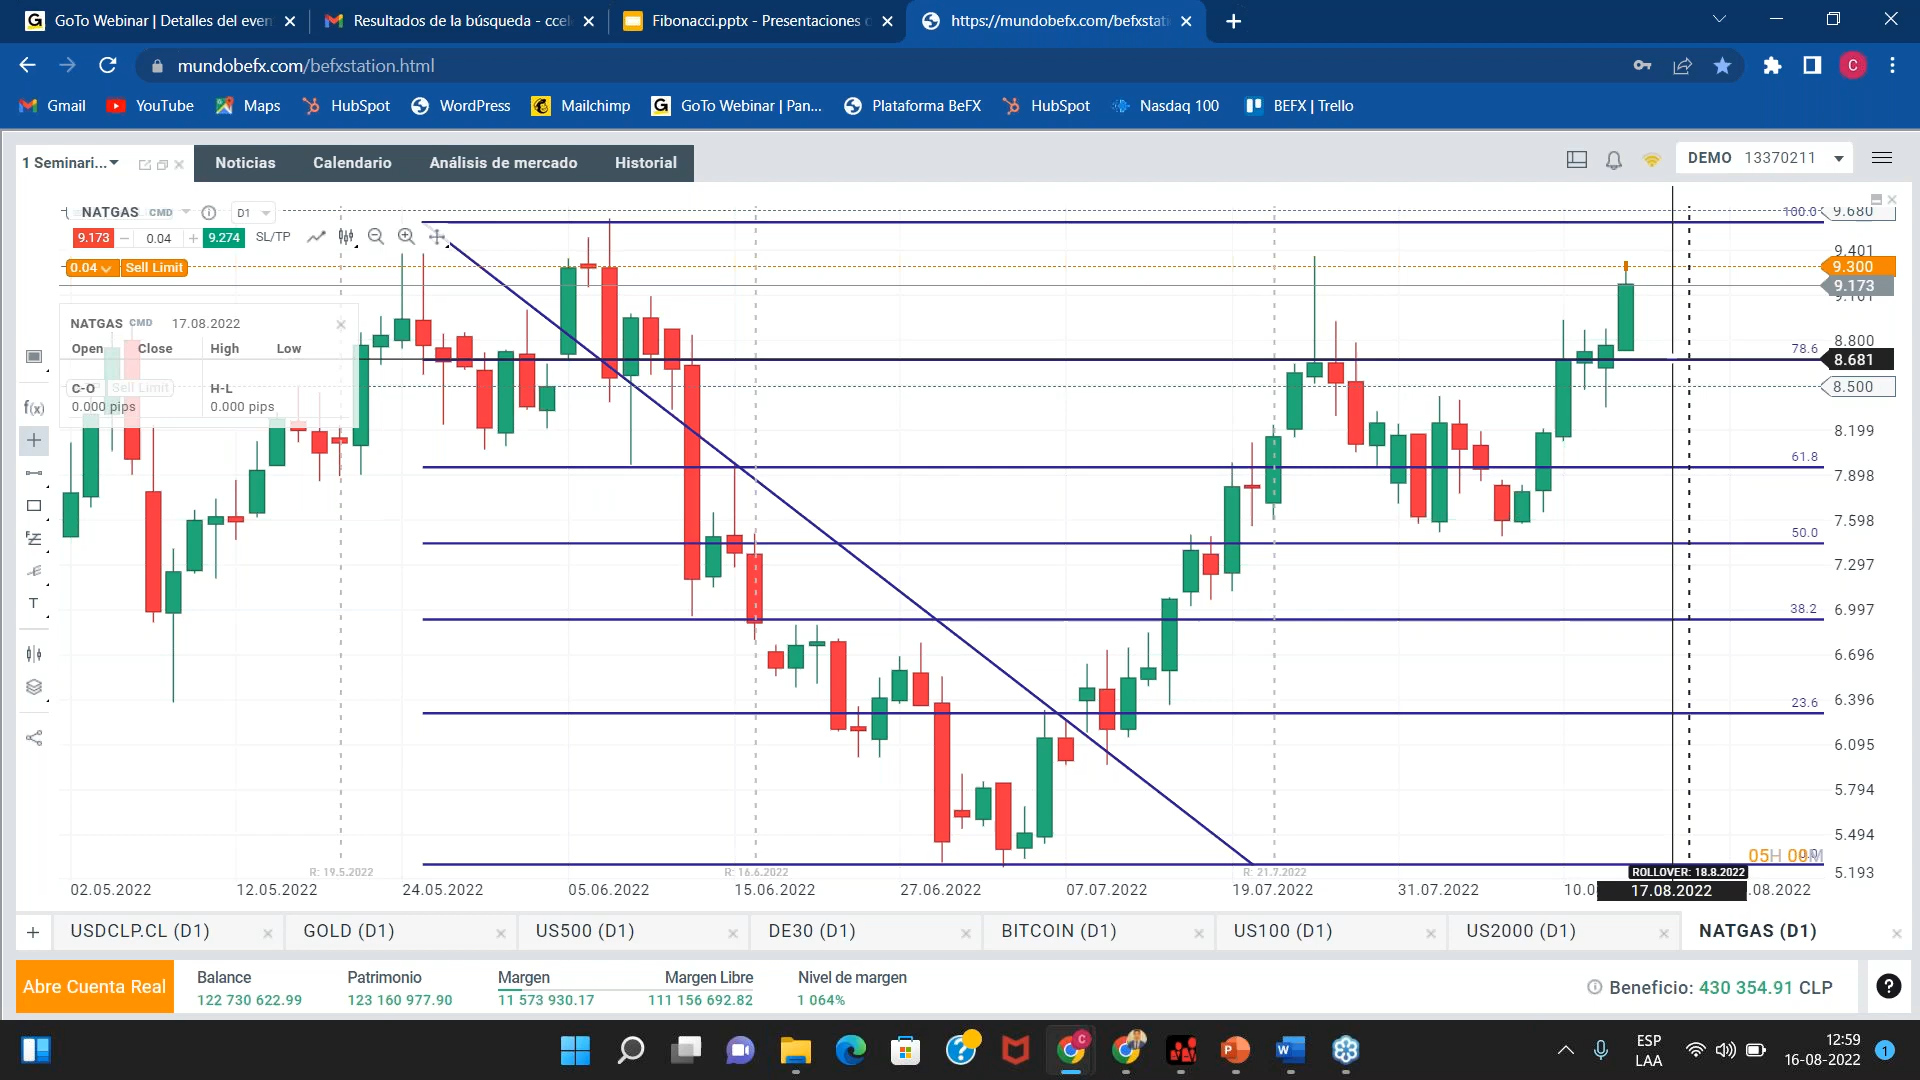 GoTo Webinar | Detalles del even
Resultados de la búsqueda - ccel
Fibonacci.pptx - Presentaciones
https://mundobefx.com/befxstati
mundobefx.com/befxstation.html
C
Gmail
YouTube
Maps
HubSpot
WordPress
Mailchimp
GoTo Webinar | Pan...
Plataforma BeFX
HubSpot
Nasdaq 100
BEFX | Trello
1 Seminari...
Noticias
Calendario
Análisis de mercado
Historial
DEMO 13370211
NATGAS CMD
D1
9.173
0.04
9.274
SL/TP
0.04
Sell Limit
NATGAS CMD 17.08.2022
Open Close High Low
C-O
Sell Limit
H-L
0.000 pips
0.000 pips
f(x)
T
100.0
78.6
61.8
50.0
38.2
23.6
9.680
9.401
9.300
9.173
9.101
8.800
8.681
8.500
8.199
7.898
7.598
7.297
6.997
6.695
6.396
6.095
5.794
5.494
5.193
05H 00M
R: 19.5.2022
R: 16.6.2022
R: 21.7.2022
ROLLOVER: 18.8.2022
02.05.2022
12.05.2022
24.05.2022
05.06.2022
15.06.2022
27.06.2022
07.07.2022
19.07.2022
31.07.2022
10.0
17.08.2022
.08.2022
USDCLP.CL (D1)
GOLD (D1)
US500 (D1)
DE30 (D1)
BITCOIN (D1)
US100 (D1)
US2000 (D1)
NATGAS (D1)
Abre Cuenta Real
Balance
Patrimonio
Margen
Margen Libre
Nivel de margen
122 730 622.99
123 160 977.90
11 573 930.17
111 156 692.82
1 064%
Beneficio: 430 354.91 CLP
ESP
LAA
12:59
16-08-2022
1